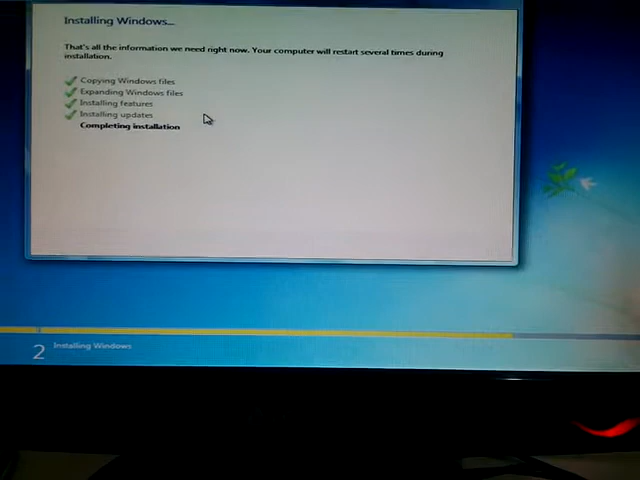 Installing Windows...
That's all the information we need right now. Your computer will restart several times during
installation.
Copying Windows files
Expanding Windows files
Installing features
Installing updates
Completing installation
2 Installing Windows